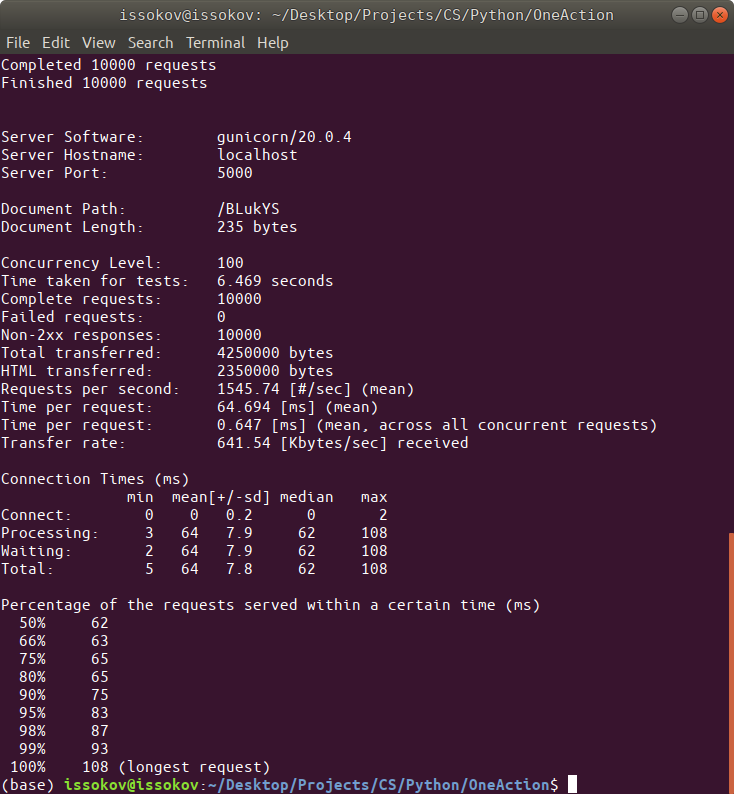 issokov@issokov: ~/Desktop/Projects/CS/Python/OneAction
File Edit View Search Terminal Help
Completed 10000 requests
Finished 10000 requests
Server Software:        gunicorn/20.0.4
Server Hostname:        localhost
Server Port:            5000
Document Path:          /BLukYS
Document Length:        235 bytes
Concurrency Level:      100
Time taken for tests:   6.469 seconds
Complete requests:      10000
Failed requests:        0
Non-2xx responses:      10000
Total transferred:      4250000 bytes
HTML transferred:       2350000 bytes
Requests per second:    1545.74 [#/sec] (mean)
Time per request:       64.694 [ms] (mean)
Time per request:       0.647 [ms] (mean, across all concurrent requests)
Transfer rate:          641.54 [Kbytes/sec] received
Connection Times (ms)
              min  mean[+/-sd] median   max
Connect:        0    0   0.2      0       2
Processing:     3   64   7.9     62     108
Waiting:        2   64   7.9     62     108
Total:          5   64   7.8     62     108
Percentage of the requests served within a certain time (ms)
  50%     62
  66%     63
  75%     65
  80%     65
  90%     75
  95%     83
  98%     87
  99%     93
 100%    108 (longest request)
(base) issokov@issokov:~/Desktop/Projects/CS/Python/OneAction$